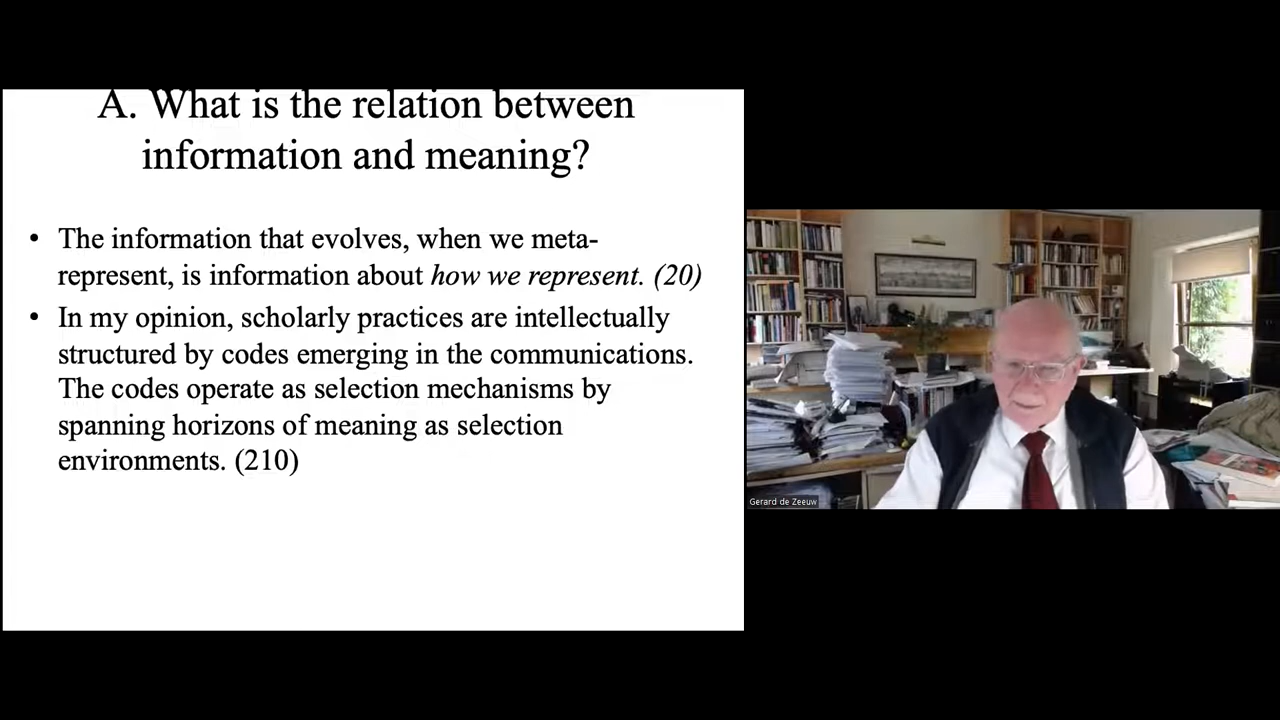 A. What is the relation between
information and meaning?
• The information that evolves, when we meta-
represent, is information about how we represent. (20)
• In my opinion, scholarly practices are intellectually
structured by codes emerging in the communications.
The codes operate as selection mechanisms by
spanning horizons of meaning as selection
environments. (210)
Gerard de Zeeuw